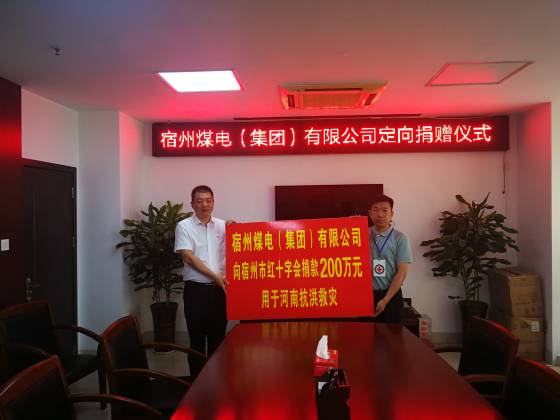 宿州煤电（集团）有限公司定向捐赠仪式
宿州煤电（集团）有限公司
向宿州市红十字会捐款200万元
用于河南抗洪救灾